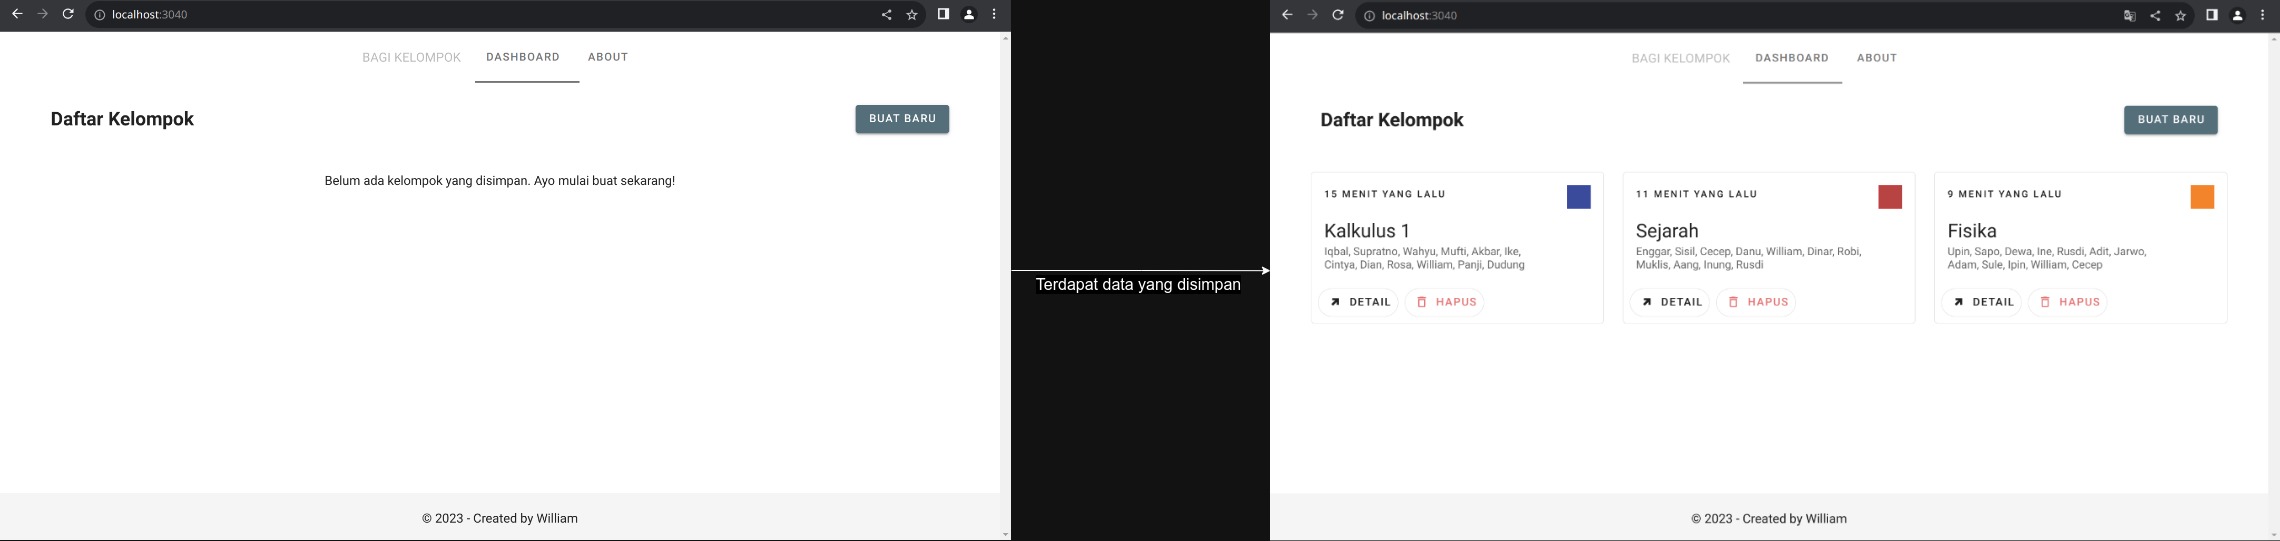 localhost:3040
BAGI KELOMPOK DASHBOARD ABOUT
Daftar Kelompok
BUAT BARU
Belum ada kelompok yang disimpan. Ayo mulai buat sekarang!
© 2023 - Created by William
Terdapat data yang disimpan
localhost:3040
BAGI KELOMPOK DASHBOARD ABOUT
Daftar Kelompok
BUAT BARU
15 MENIT YANG LALU
Kalkulus 1
Iqbal, Supratno, Wahyu, Mufti, Akbar, Ike,
Cintya, Dian, Rosa, William, Panji, Dudung
DETAIL HAPUS
11 MENIT YANG LALU
Sejarah
Enggar, Sisil, Cecep, Danu, William, Dinar, Robi,
Muklis, Aang, Inung, Rusdi
DETAIL HAPUS
9 MENIT YANG LALU
Fisika
Upin, Sapo, Dewa, Ine, Rusdi, Adit, Jarwo,
Adam, Sule, Ipin, William, Cecep
DETAIL HAPUS
© 2023 - Created by William